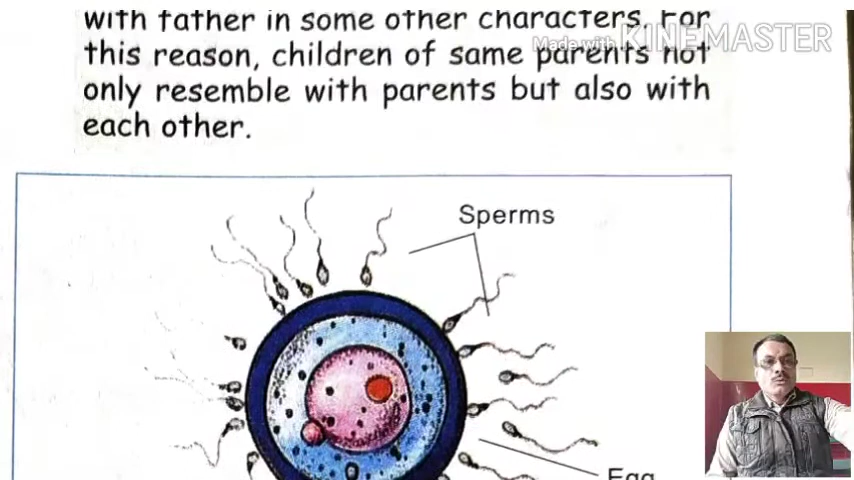 with father in some other characters. For
Made with KINEMASTER
this reason, children of same parents not
only resemble with parents but also with
each other.
Sperms
Egg